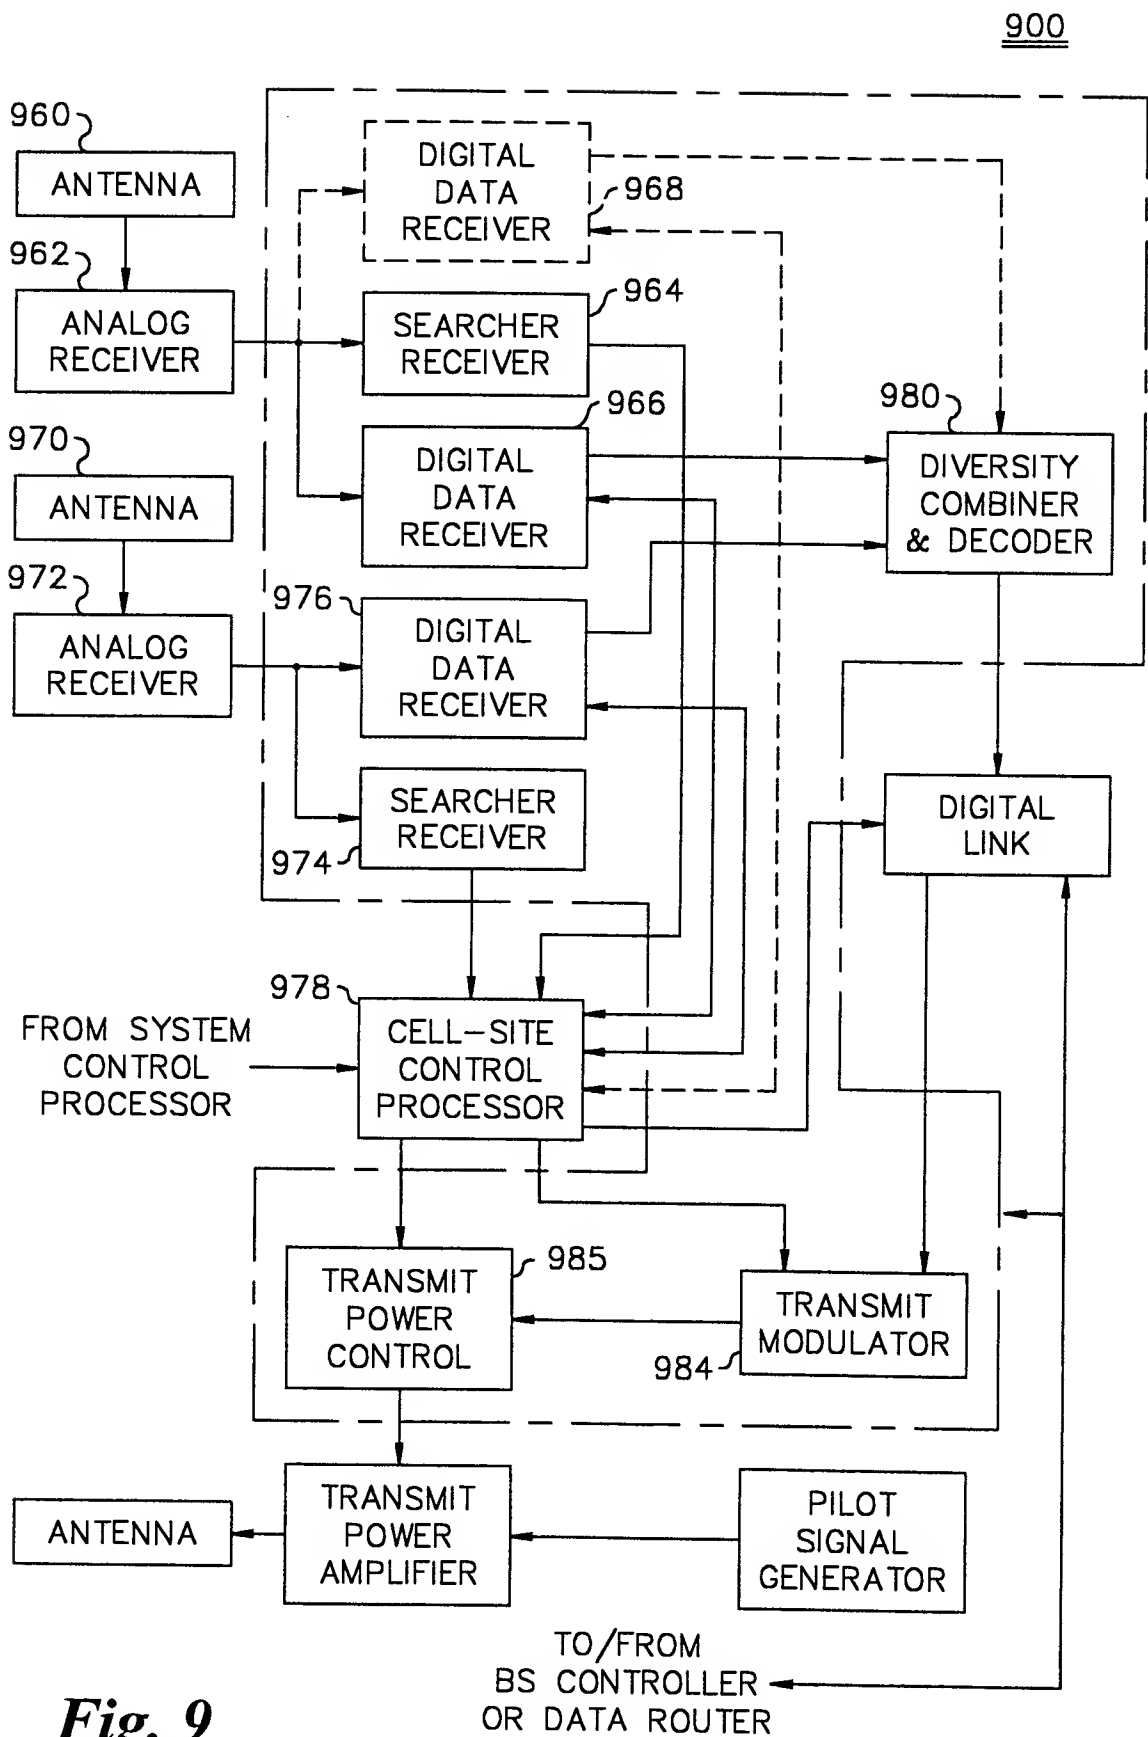 900
960
ANTENNA
962
ANALOG
RECEIVER
970
ANTENNA
972
ANALOG
RECEIVER
DIGITAL
DATA
RECEIVER
968
SEARCHER
RECEIVER
964
966
DIGITAL
DATA
RECEIVER
976
DIGITAL
DATA
RECEIVER
SEARCHER
RECEIVER
974
980
DIVERSITY
COMBINER
& DECODER
DIGITAL
LINK
978
CELL-SITE
CONTROL
PROCESSOR
FROM SYSTEM
CONTROL
PROCESSOR
985
TRANSMIT
POWER
CONTROL
TRANSMIT
MODULATOR
984
ANTENNA
TRANSMIT
POWER
AMPLIFIER
PILOT
SIGNAL
GENERATOR
TO/FROM
BS CONTROLLER
OR DATA ROUTER
Fig. 9